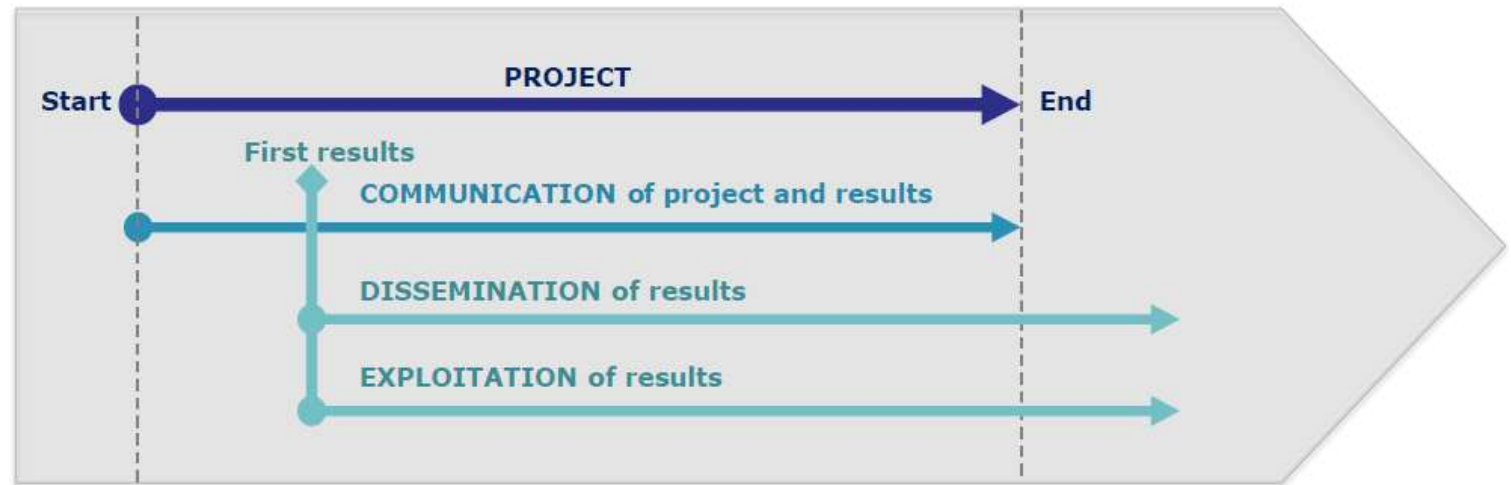 PROJECT
Start
End
First results
COMMUNICATION of project and results
DISSEMINATION of results
EXPLOITATION of results